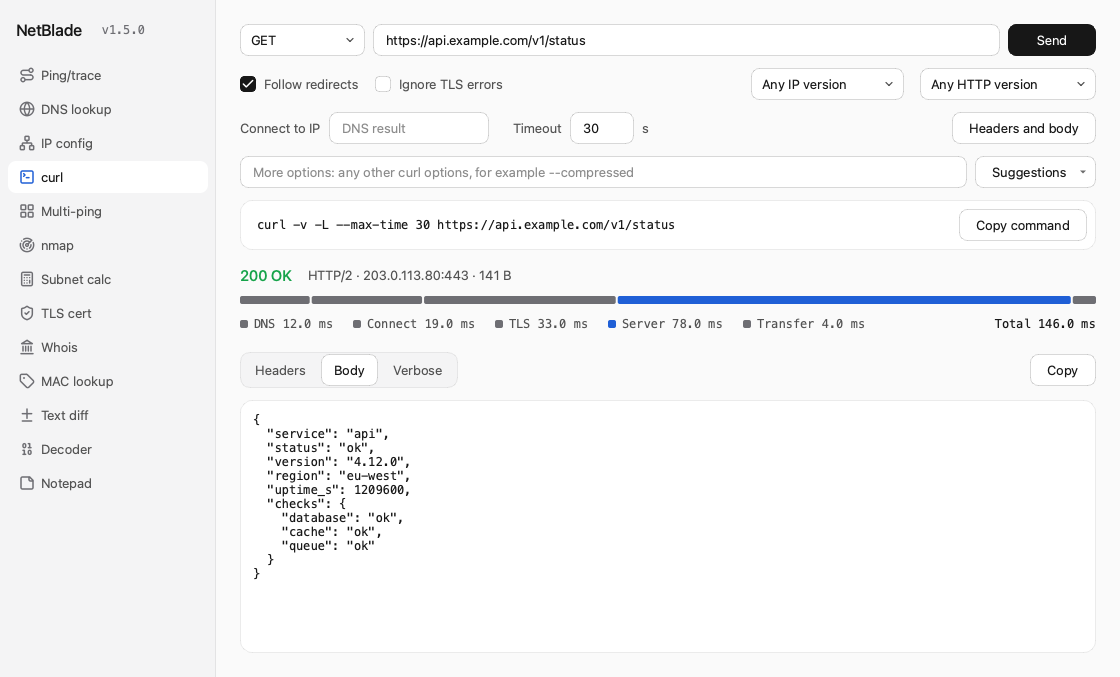 NetBlade v1.5.0
Ping/trace
DNS lookup
IP config
curl
Multi-ping
nmap
Subnet calc
TLS cert
Whois
MAC lookup
Text diff
Decoder
Notepad
GET https://api.example.com/v1/status Send
Follow redirects Ignore TLS errors Any IP version Any HTTP version
Connect to IP DNS result Timeout 30 s Headers and body
More options: any other curl options, for example --compressed Suggestions
curl -v -L --max-time 30 https://api.example.com/v1/status Copy command
200 OK HTTP/2 · 203.0.113.80:443 · 141 B
DNS 12.0 ms Connect 19.0 ms TLS 33.0 ms Server 78.0 ms Transfer 4.0 ms Total 146.0 ms
Headers Body Verbose Copy
{
  "service": "api",
  "status": "ok",
  "version": "4.12.0",
  "region": "eu-west",
  "uptime_s": 1209600,
  "checks": {
    "database": "ok",
    "cache": "ok",
    "queue": "ok"
  }
}